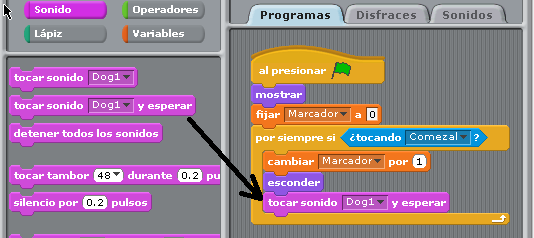 Sonido
Operadores
Lápiz
Variables
tocar sonido Dog1
tocar sonido Dog1 y esperar
detener todos los sonidos
tocar tambor 48 durante 0.2 pu
silencio por 0.2 pulsos
Programas
Disfraces
Sonidos
al presionar
mostrar
fijar Marcador a 0
por siempre si ¿tocando Comezal ?
cambiar Marcador por 1
esconder
tocar sonido Dog1 y esperar